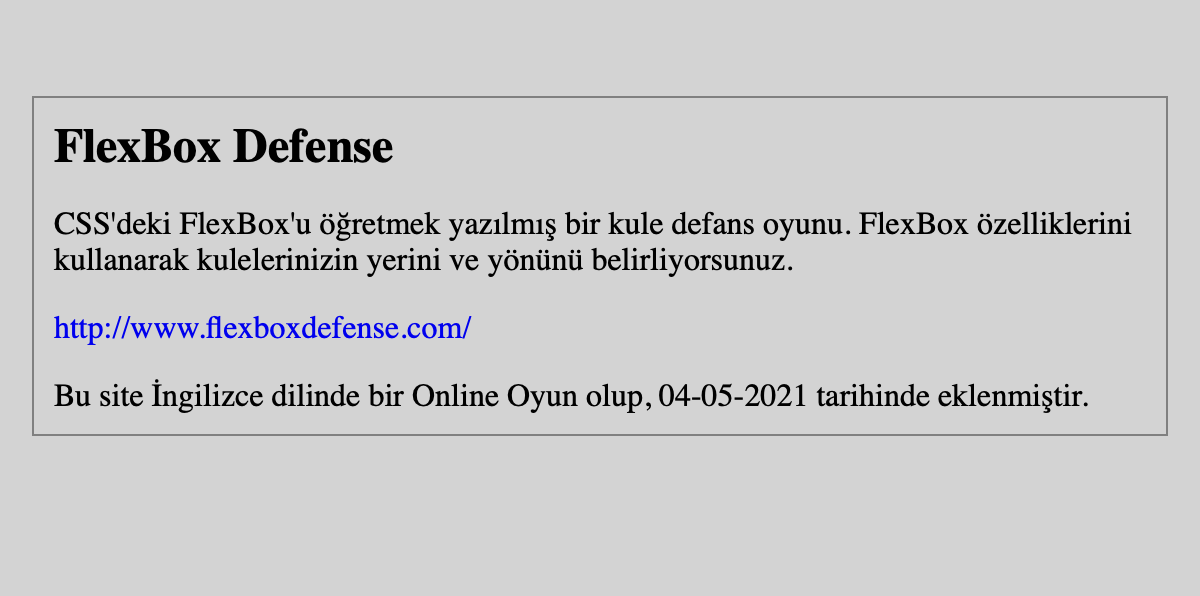 FlexBox Defense
CSS'deki FlexBox'u öğretmek yazılmış bir kule defans oyunu. FlexBox özelliklerini
kullanarak kulelerinizin yerini ve yönünü belirliyorsunuz.
http://www.flexboxdefense.com/
Bu site İngilizce dilinde bir Online Oyun olup, 04-05-2021 tarihinde eklenmiştir.